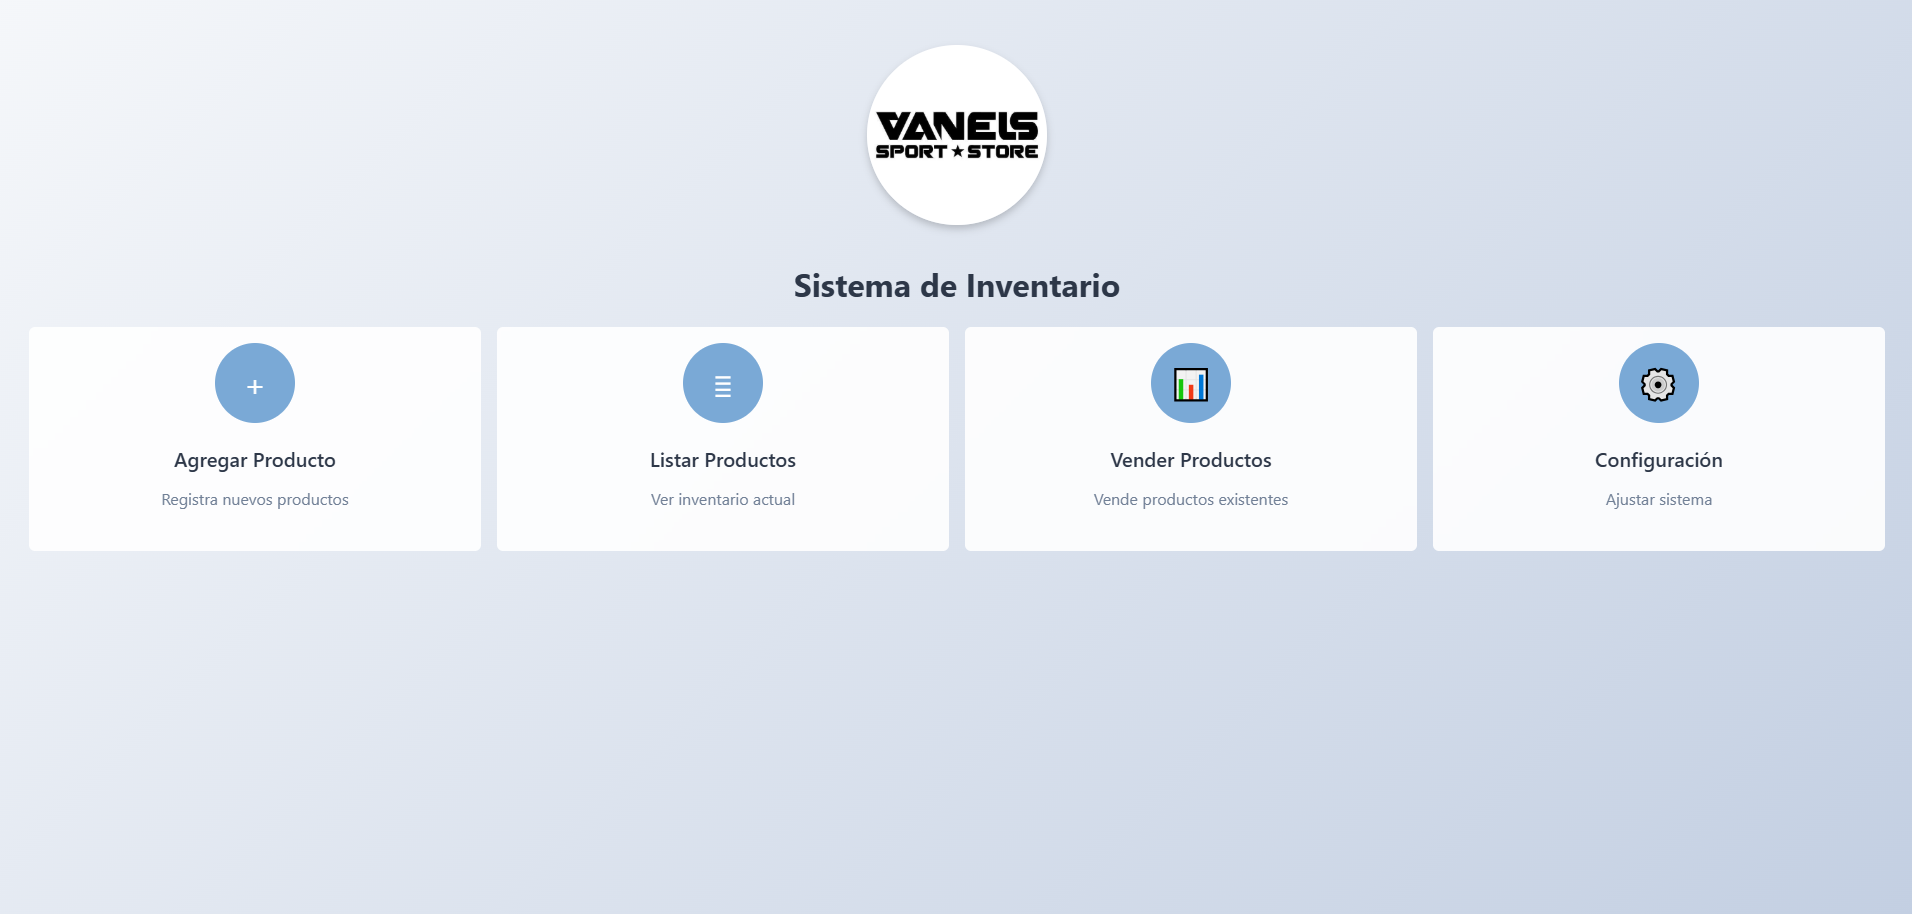 VANELS
SPORT★STORE
Sistema de Inventario
Agregar Producto
Registra nuevos productos
Listar Productos
Ver inventario actual
Vender Productos
Vende productos existentes
Configuración
Ajustar sistema